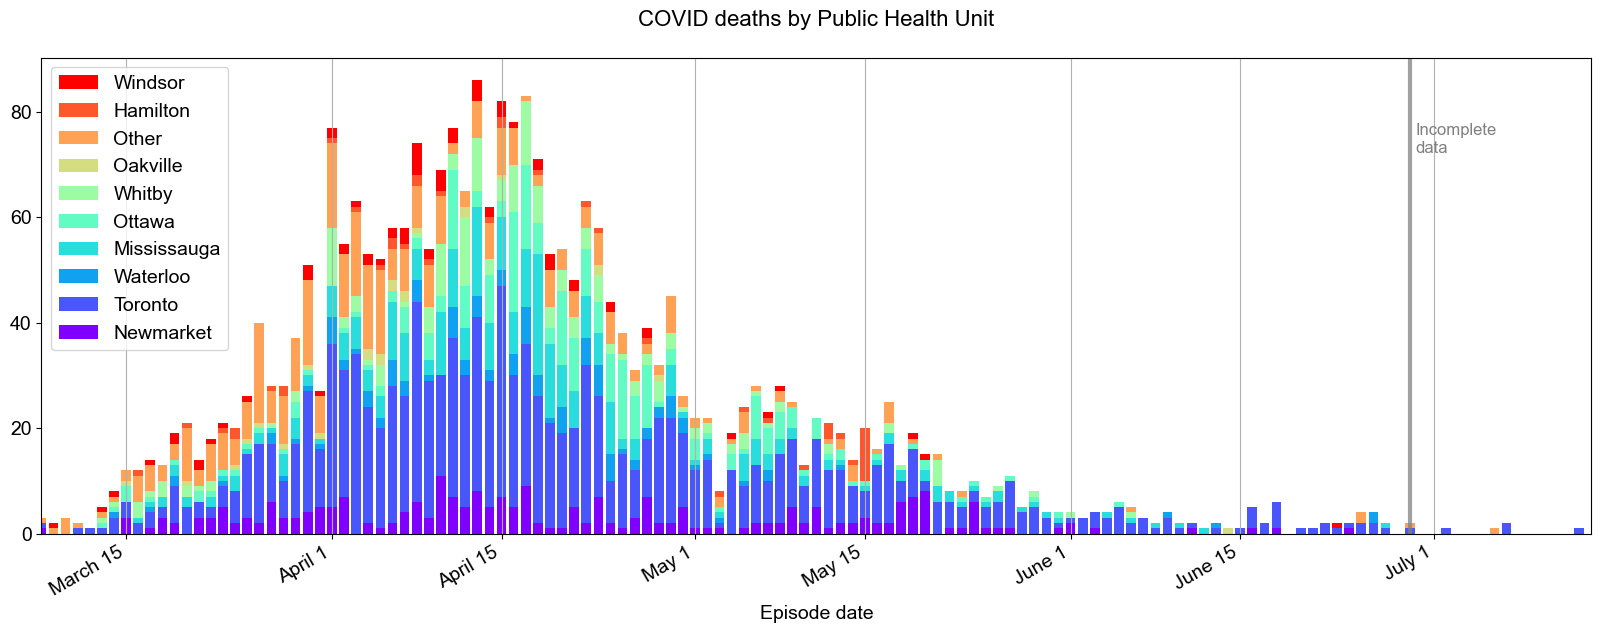 COVID deaths by Public Health Unit
Windsor
Hamilton
Other
Oakville
Whitby
Ottawa
Mississauga
Waterloo
Toronto
Newmarket
Incomplete
data
80
60
40
20
0
March 15
April 1
April 15
May 1
May 15
June 1
June 15
July 1
Episode date